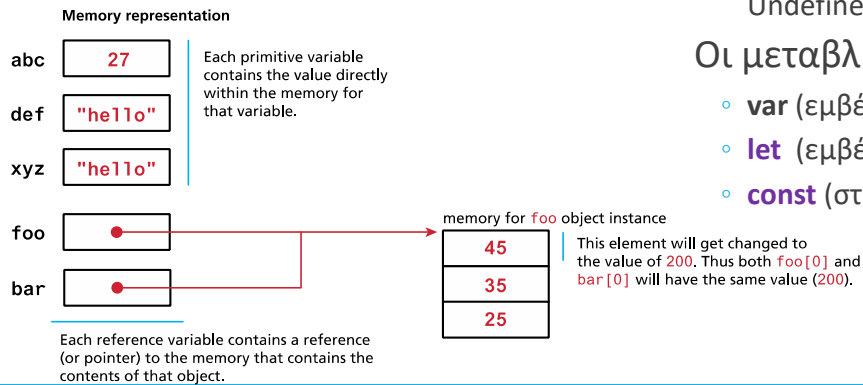 Memory representation
abc 27
Each primitive variable
contains the value directly
within the memory for
that variable.
def "hello"
xyz "hello"
foo
bar
Each reference variable contains a reference
(or pointer) to the memory that contains the
contents of that object.
memory for foo object instance
45
35
25
This element will get changed to
the value of 200. Thus both foo[0] and
bar[0] will have the same value (200).
Undefine
Οι μεταβλ
◦ var (εμβέ
◦ let (εμβέ
◦ const (στ